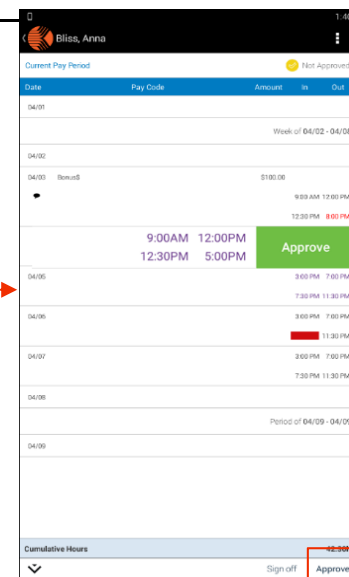 1:40
Bliss, Anna
Current Pay Period Not Approved
Date Pay Code Amount In Out
04/01
Week of 04/02 - 04/08
04/02
04/03 Bonus$ $100.00
9:00 AM 12:00 PM
12:30 PM 8:00 PM
9:00AM 12:00PM
12:30PM 5:00PM
Approve
04/05 3:00 PM 7:00 PM
7:30 PM 11:30 PM
04/06 3:00 PM 7:00 PM
11:30 PM
04/07 3:00 PM 7:00 PM
7:30 PM 11:30 PM
04/08
Period of 04/09 - 04/09
04/09
Cumulative Hours
Sign off Approve